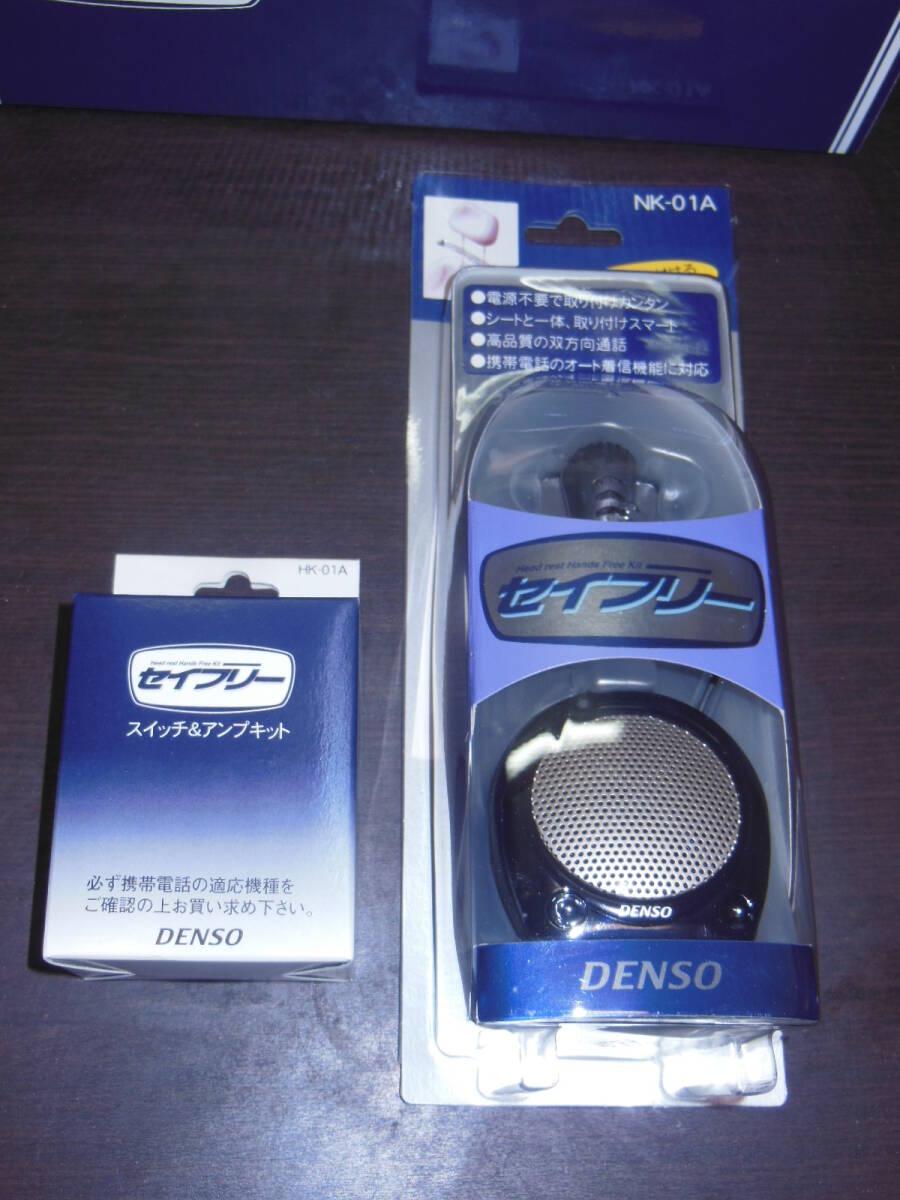 NK-01A
●電源不要で取り付けカンタン
●シートと一体、取り付けスマート
●高品質の双方向通話
●携帯電話のオート着信機能に対応
Head rest Hands Free Kit
セイフリー
DENSO
DENSO
HK-01A
Head rest Hands Free Kit
セイフリー
スイッチ&アンプキット
必ず携帯電話の適応機種を
ご確認の上お買い求め下さい。
DENSO